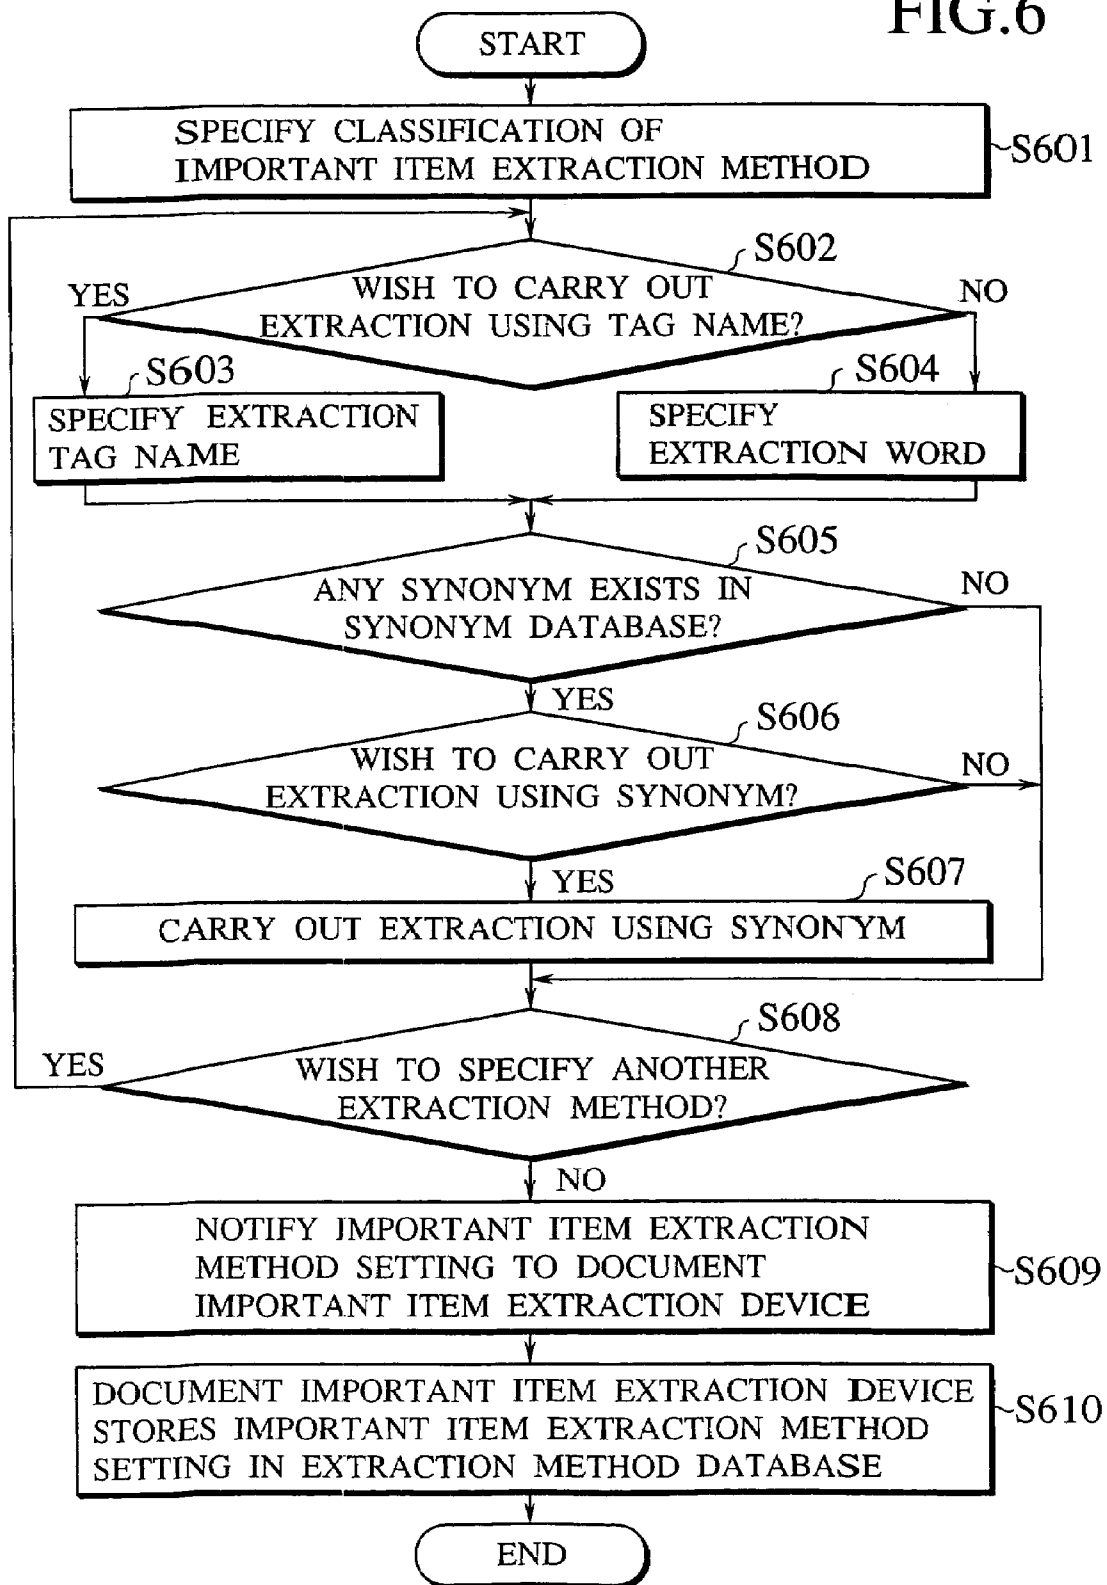 FIG.6
START
SPECIFY CLASSIFICATION OF
IMPORTANT ITEM EXTRACTION METHOD
S601
S602
WISH TO CARRY OUT
EXTRACTION USING TAG NAME?
YES
NO
S603
SPECIFY EXTRACTION
TAG NAME
S604
SPECIFY
EXTRACTION WORD
S605
ANY SYNONYM EXISTS IN
SYNONYM DATABASE?
NO
YES
S606
WISH TO CARRY OUT
EXTRACTION USING SYNONYM?
NO
YES
S607
CARRY OUT EXTRACTION USING SYNONYM
S608
WISH TO SPECIFY ANOTHER
EXTRACTION METHOD?
YES
NO
NOTIFY IMPORTANT ITEM EXTRACTION
METHOD SETTING TO DOCUMENT
IMPORTANT ITEM EXTRACTION DEVICE
S609
DOCUMENT IMPORTANT ITEM EXTRACTION DEVICE
STORES IMPORTANT ITEM EXTRACTION METHOD
SETTING IN EXTRACTION METHOD DATABASE
S610
END